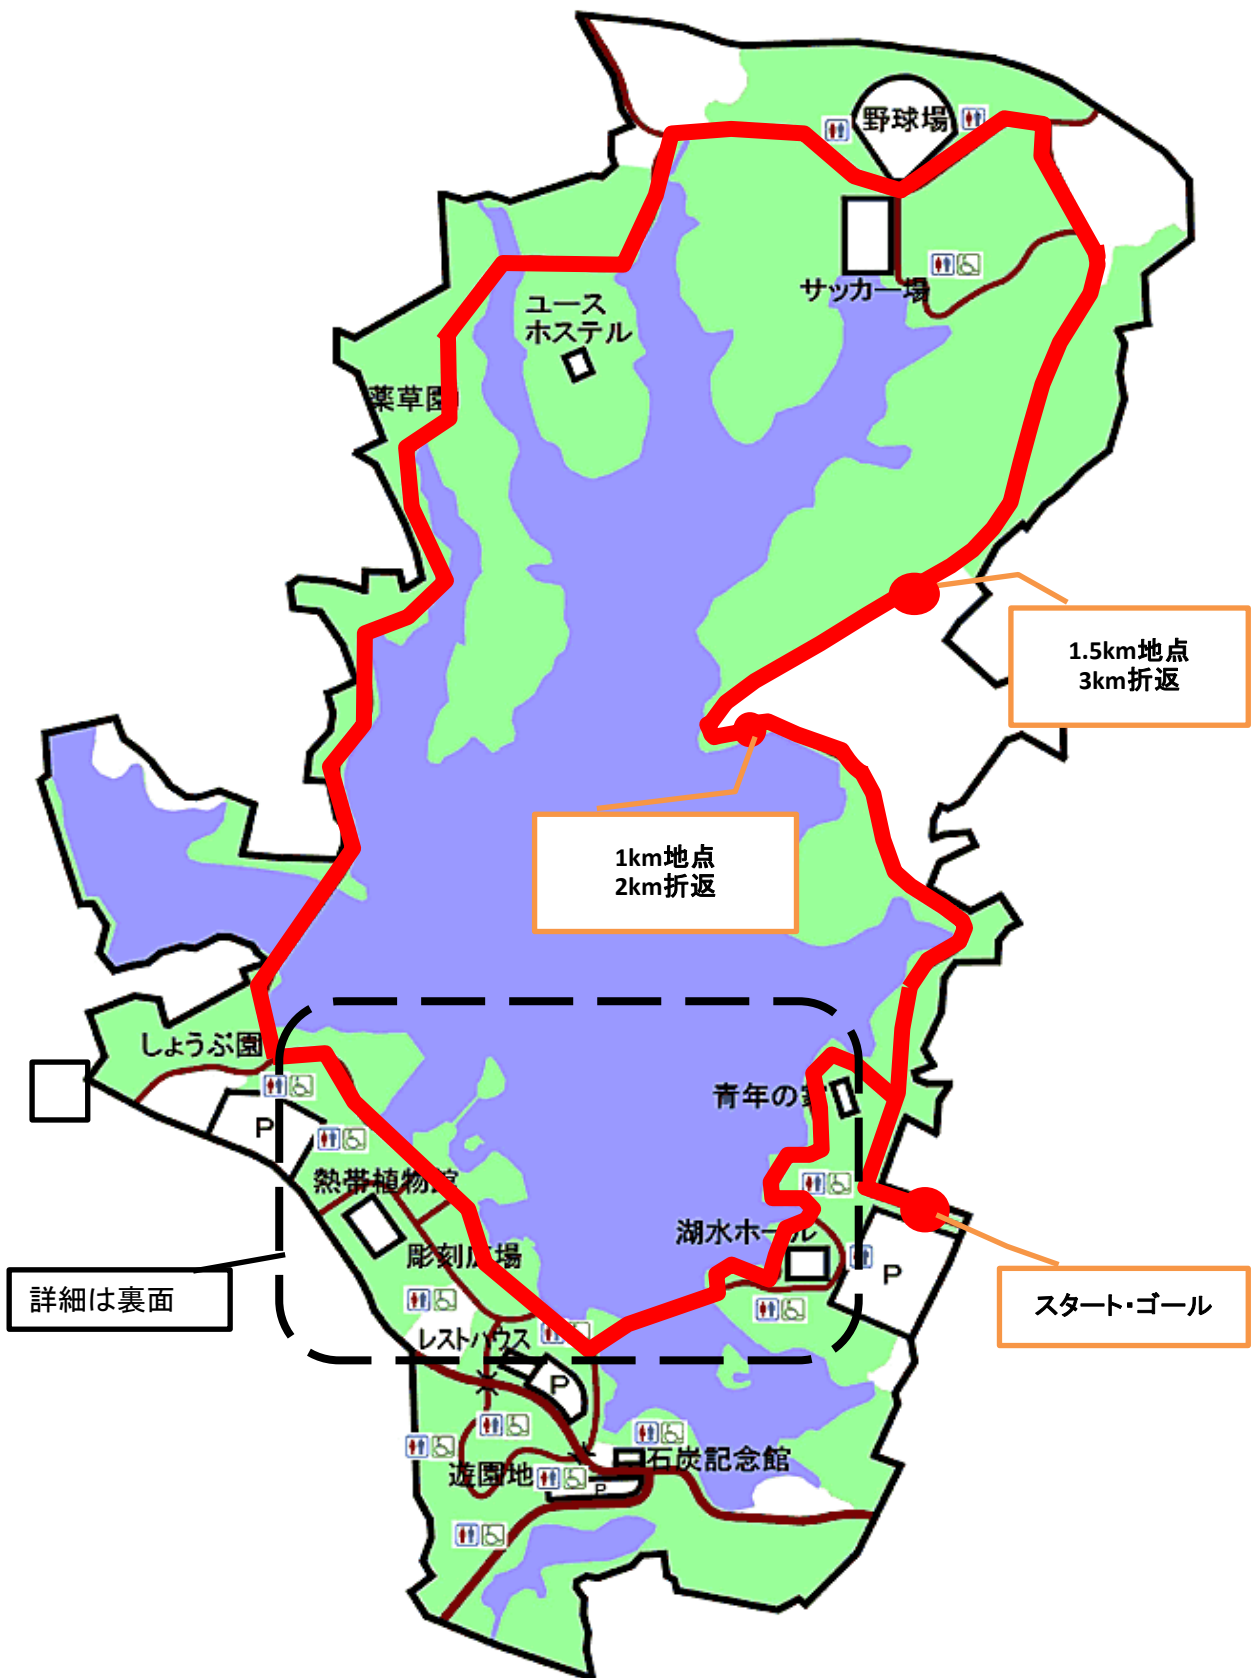 野球場
サッカー場
ユース
ホステル
薬草園
1.5km地点
3km折返
1km地点
2km折返
しょうぶ園
青年の家
P
熱帯植物館
湖水ホール
彫刻広場
P
詳細は裏面
スタート・ゴール
レストハウス
P
石炭記念館
遊園地
P